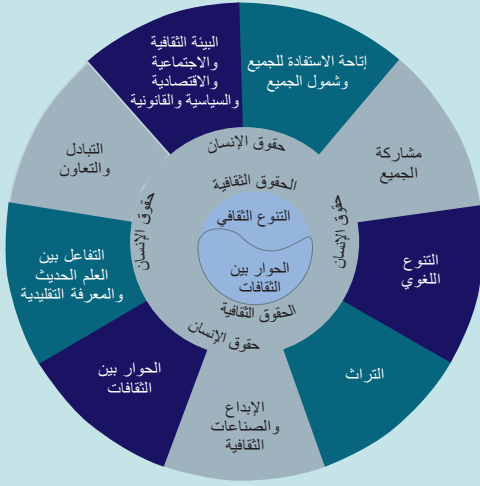 البيئة الثقافية
والاجتماعية
والاقتصادية
والسياسية والقانونية
إتاحة الاستفادة للجميع
وشمول الجميع
مشاركة
الجميع
التنوع
اللغوي
التراث
الإبداع
والصناعات
الثقافية
الحوار بين
الثقافات
التفاعل بين
العلم الحديث
والمعرفة التقليدية
التبادل
والتعاون
حقوق الإنسان
حقوق الإنسان
حقوق الإنسان
حقوق الإنسان
الحقوق الثقافية
التنوع الثقافي
الحوار بين
الثقافات
الحقوق الثقافية